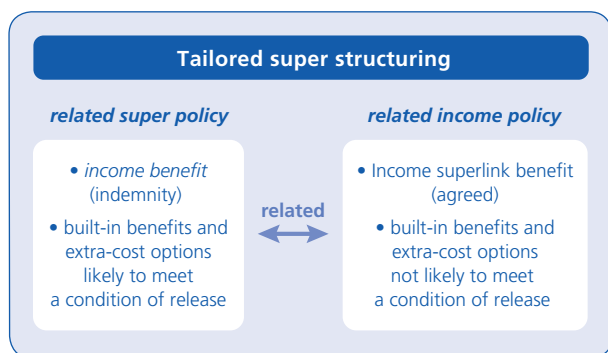 Tailored super structuring
related super policy
• income benefit
(indemnity)
• built-in benefits and
extra-cost options
likely to meet
a condition of release
related
related income policy
• Income superlink benefit
(agreed)
• built-in benefits and
extra-cost options
not likely to meet
a condition of release